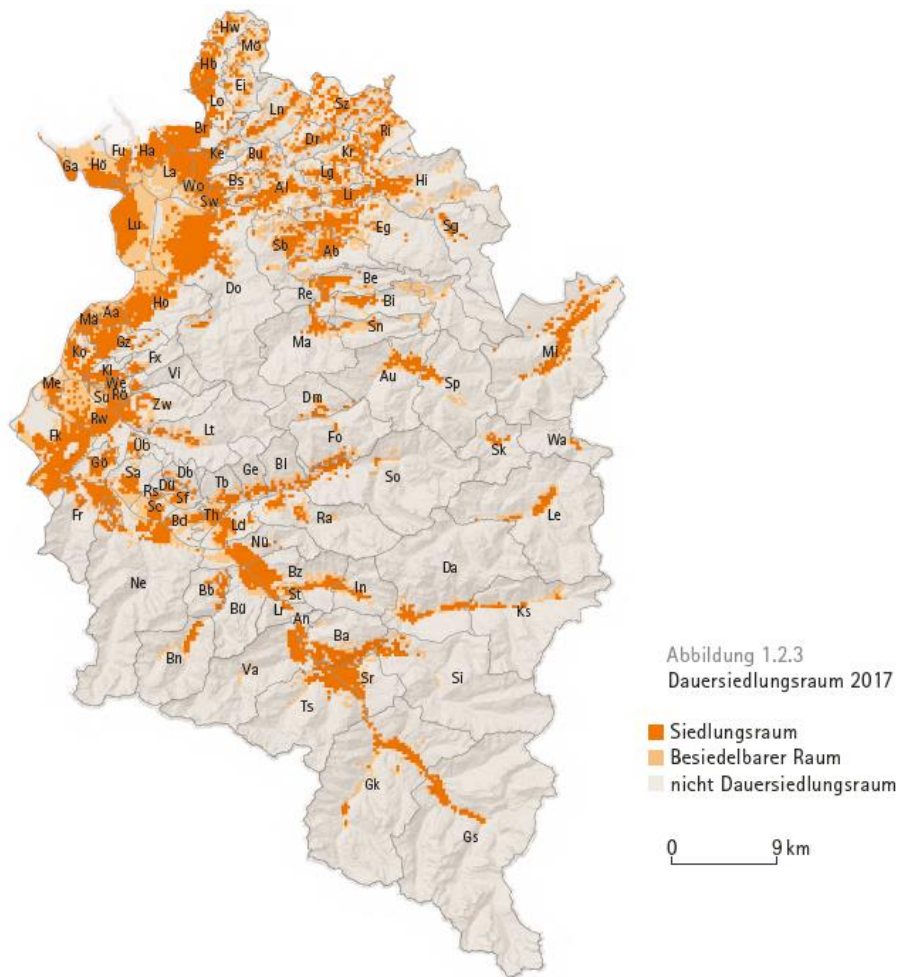 Hw
Mö
Hb
Ei
Lo
Ln
Sz
Br
Dr
Ri
Fu
Ha
Ke
Bu
Kr
Ga
Hö
La
Bs
Lg
Wo
Al
Li
Hi
Sw
Lu
Eg
Sg
Sb
Ab
Do
Be
Re
Bi
Ho
Mä
Aa
Sn
Ma
Gz
Ko
Fx
Mi
Kl
Vi
Au
Me
We
Sp
Su
Rö
Zw
Dm
Rw
Lt
Fo
Fk
Üb
Sk
Wa
Gö
Sa
Db
Ge
Bl
So
Dü
Tb
Rs
Sf
Sc
Fr
Bd
Th
Ld
Ra
Le
Nü
Ne
Bz
Da
Bb
St
In
Bü
Lr
Ks
An
Ba
Bn
Va
Sr
Si
Ts
Gk
Gs
Abbildung 1.2.3
Dauersiedlungsraum 2017
Siedlungsraum
Besiedelbarer Raum
nicht Dauersiedlungsraum
0 9 km